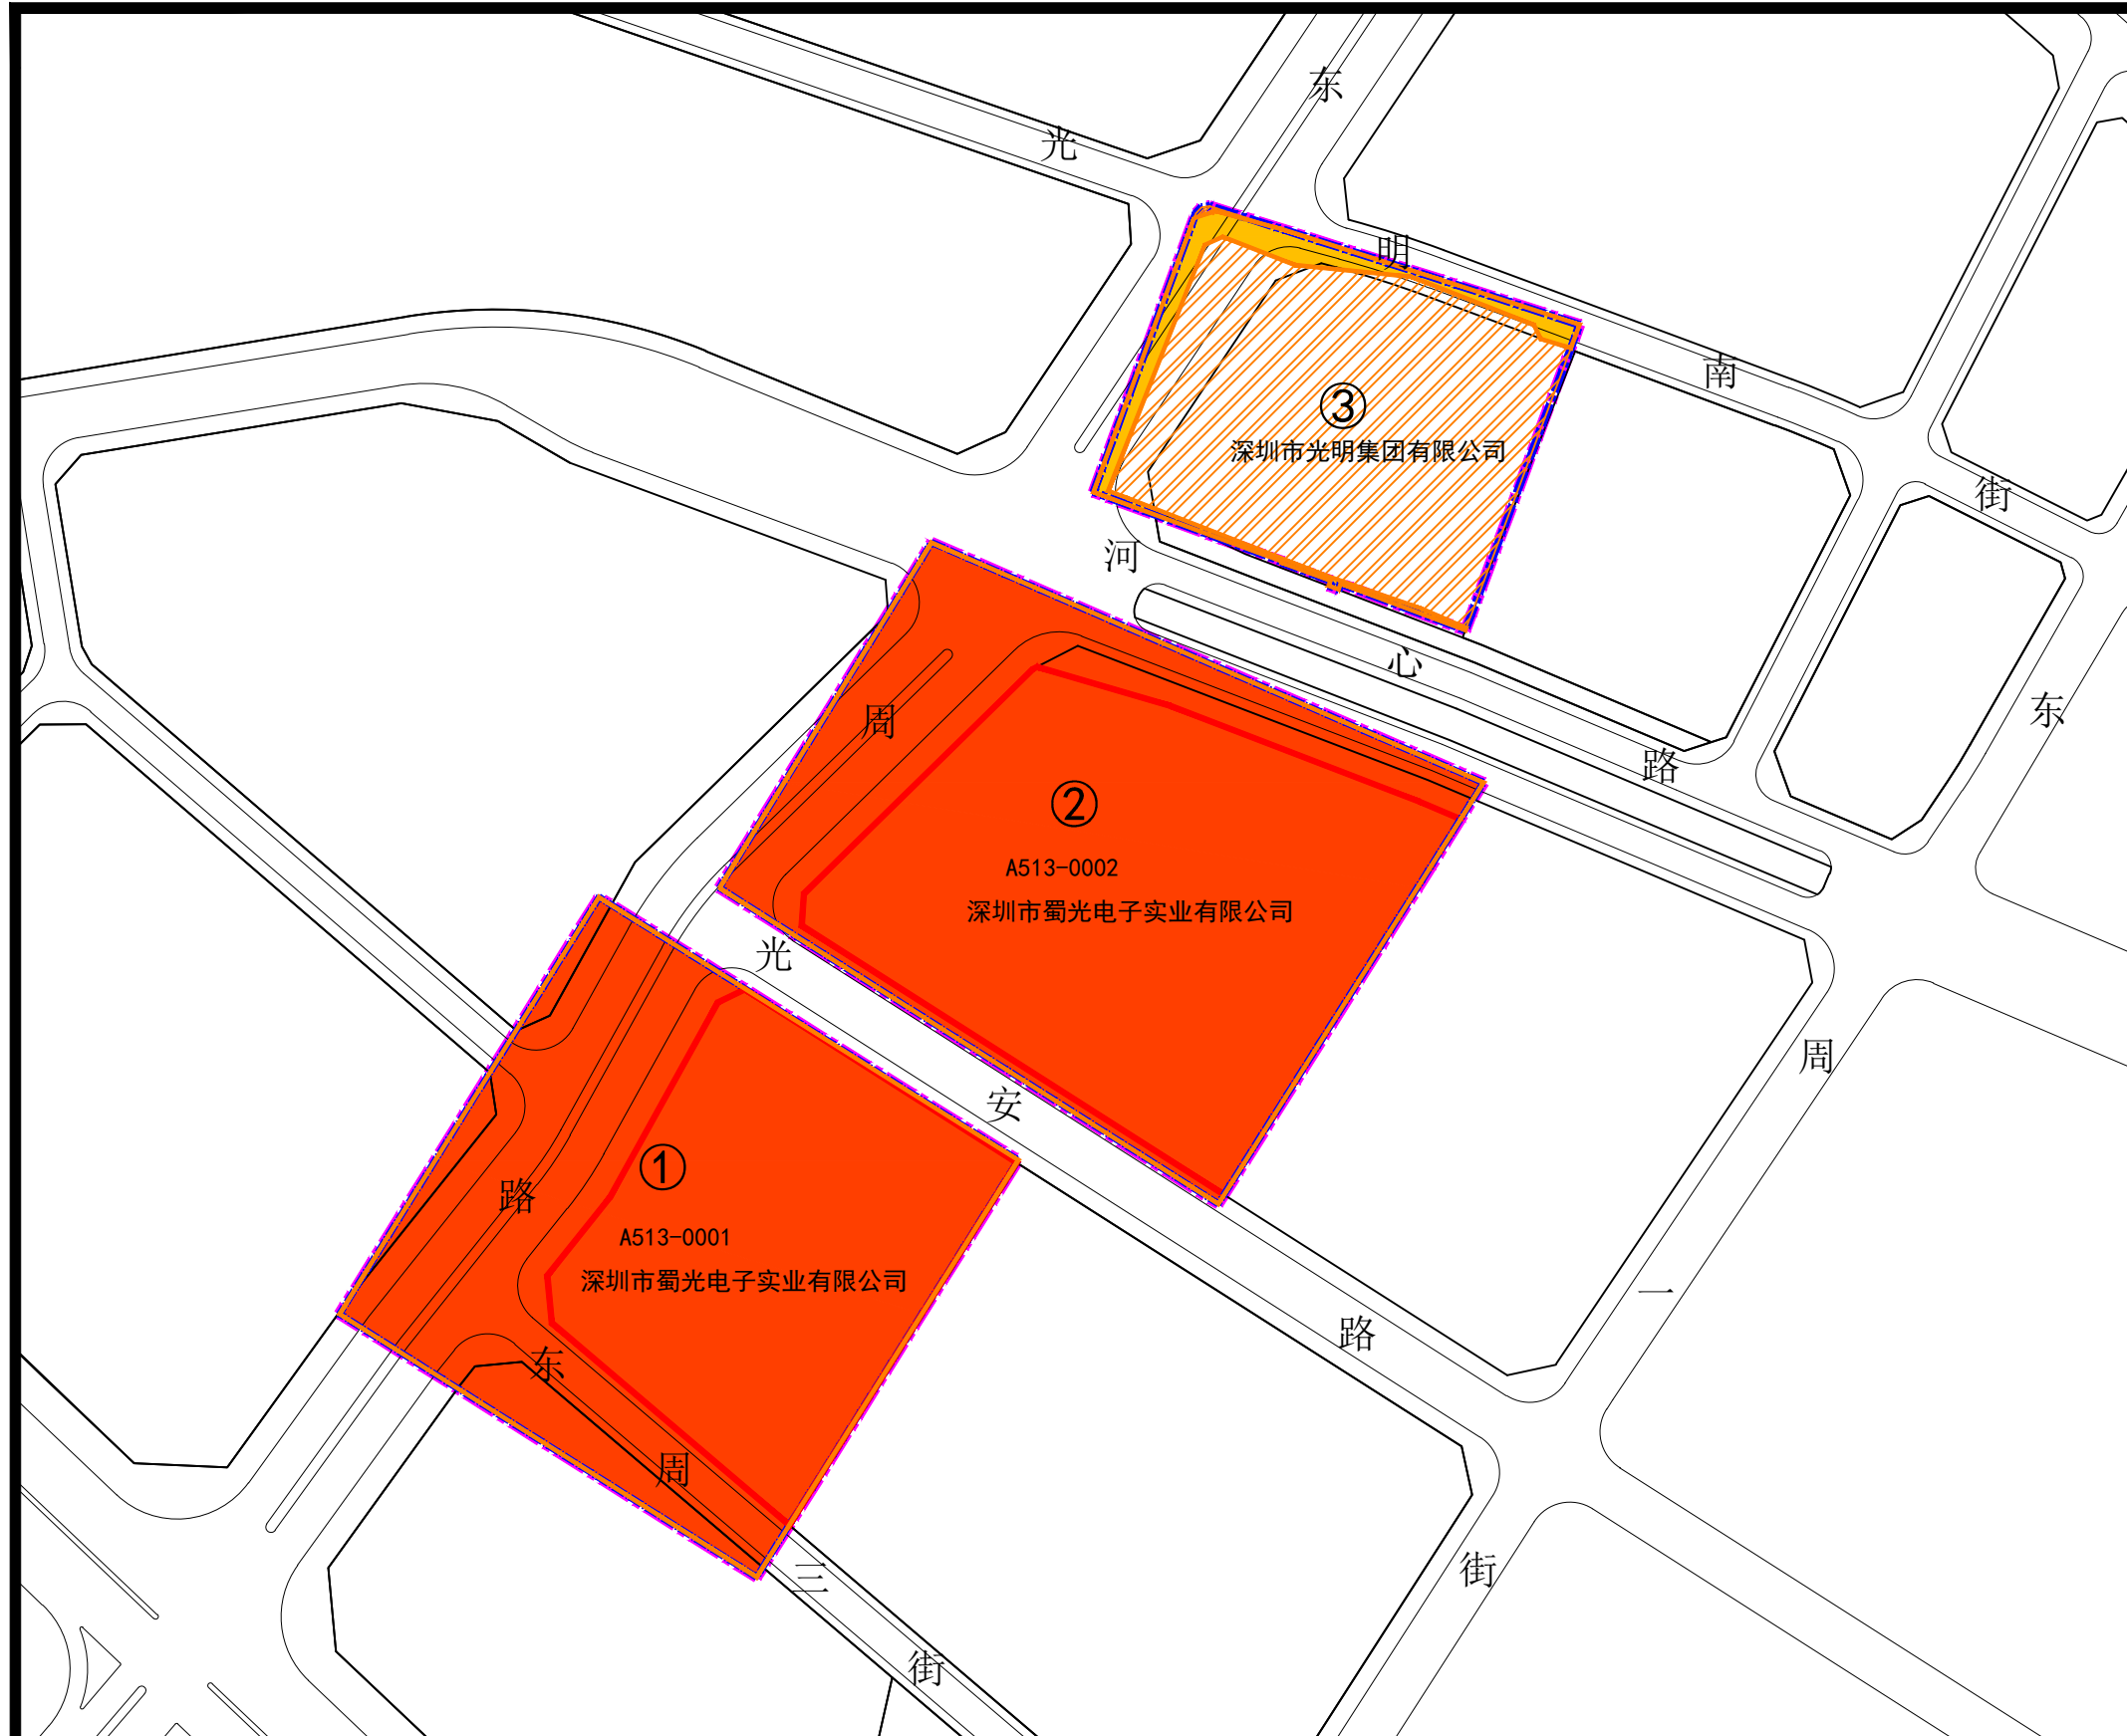 东
光
明
南
③
深圳市光明集团有限公司
街
河
心
路
东
周
②
A513-0002
深圳市蜀光电子实业有限公司
光
安
周
①
路
A513-0001
深圳市蜀光电子实业有限公司
一
路
东
周
三
街
街